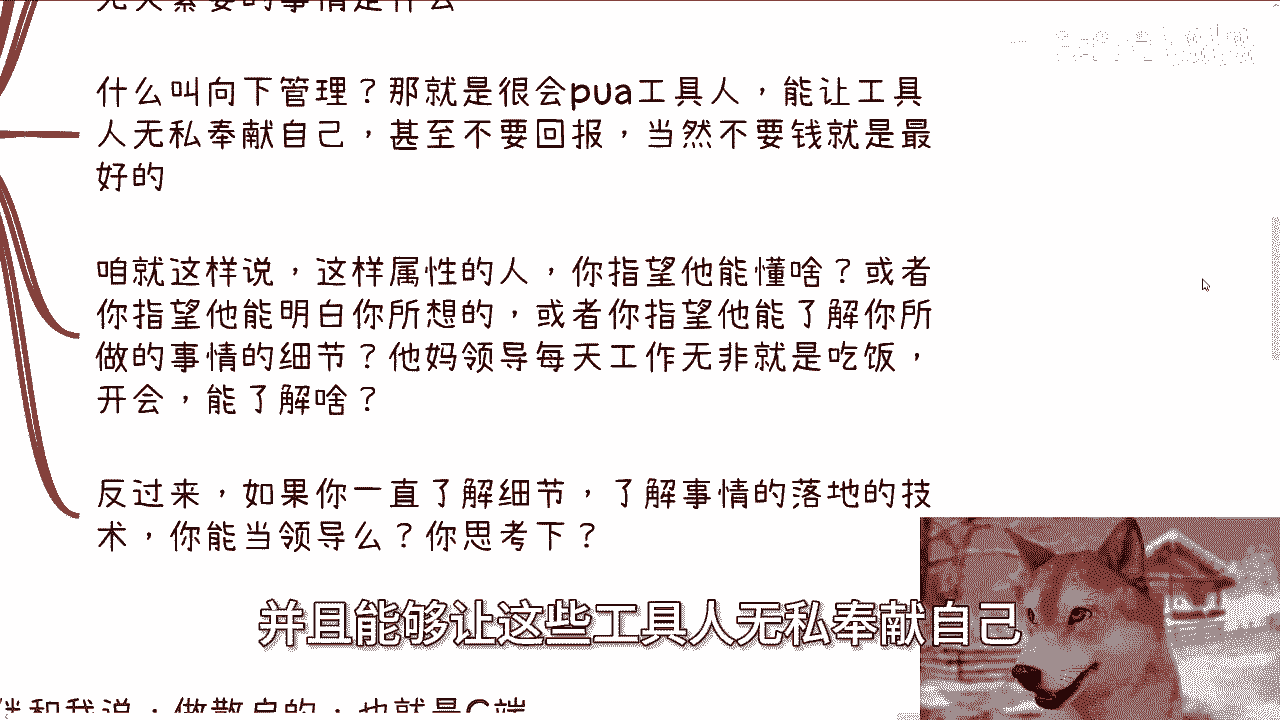 无关紧要的事情是什么
什么叫向下管理？那就是很会pua工具人，能让工具
人无私奉献自己，甚至不要回报，当然不要钱就是最
好的
咱就这样说，这样属性的人，你指望他能懂啥？或者
你指望他能明白你所想的，或者你指望他能了解你所
做的事情的细节？他妈领导每天工作无非就是吃饭，
开会，能了解啥？
反过来，如果你一直了解细节，了解事情的落地的技
术，你能当领导么？你思考下？
并且能够让这些工具人无私奉献自己
伴和我说，做散户的，也就是C端